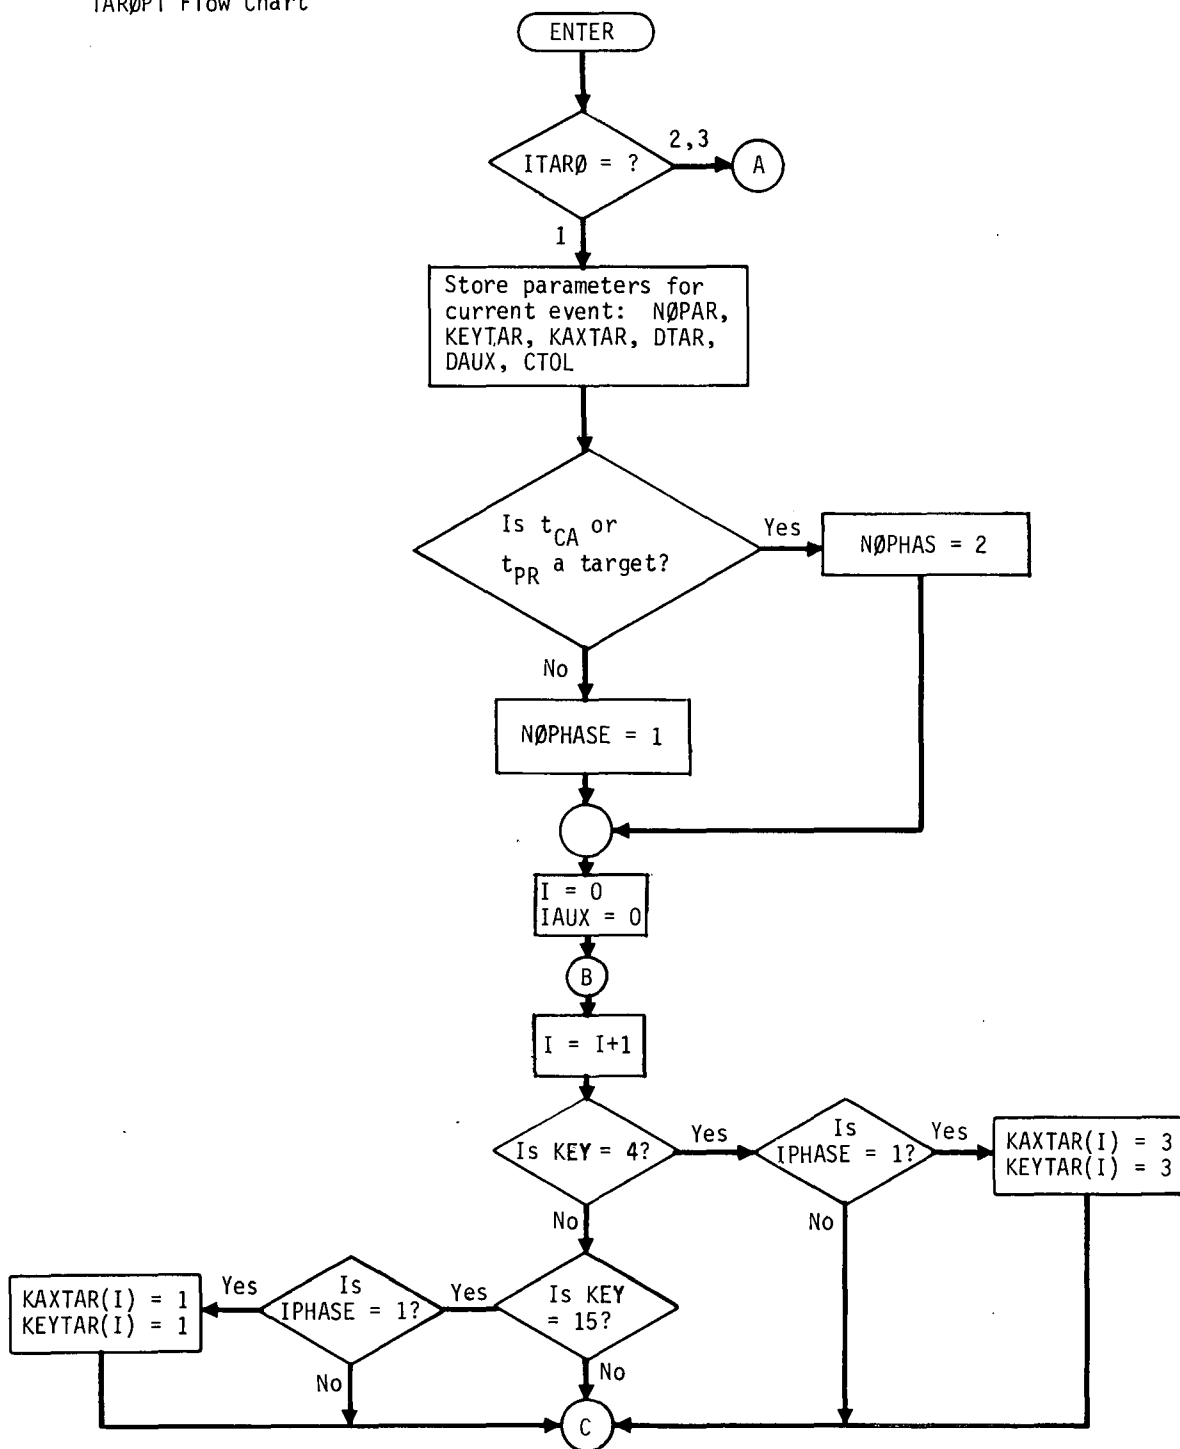 TARØPT Flow Chart
ENTER
ITARØ = ?
2,3
A
1
Store parameters for
current event: NØPAR,
KEYTAR, KAXTAR, DTAR,
DAUX, CTOL
Is tCA or
tPR a target?
Yes
NØPHAS = 2
No
NØPHASE = 1
I = 0
IAUX = 0
B
I = I+1
Is KEY = 4?
Yes
Is
IPHASE = 1?
Yes
KAXTAR(I) = 3
KEYTAR(I) = 3
No
No
KAXTAR(I) = 1
KEYTAR(I) = 1
Yes
Is
IPHASE = 1?
Yes
Is KEY
= 15?
No
No
C